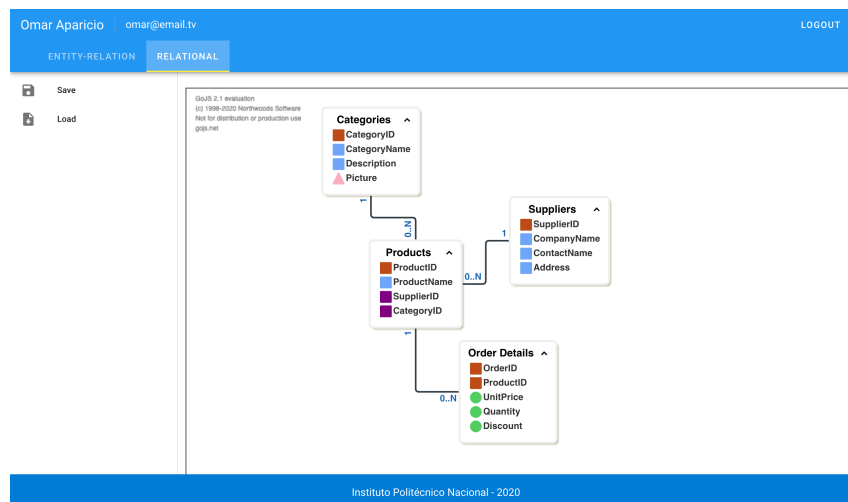 Omar Aparicio omar@email.tv LOGOUT
ENTITY-RELATION RELATIONAL
Save
Load
GoJS 2.1 evaluation
(c) 1998-2020 Northwoods Software
Not for distribution or production use
gojs.net
Categories
CategoryID
CategoryName
Description
Picture
1
0..N
Suppliers
SupplierID
CompanyName
ContactName
Address
1
0..N
Products
ProductID
ProductName
SupplierID
CategoryID
1
0..N
Order Details
OrderID
ProductID
UnitPrice
Quantity
Discount
Instituto Politécnico Nacional - 2020